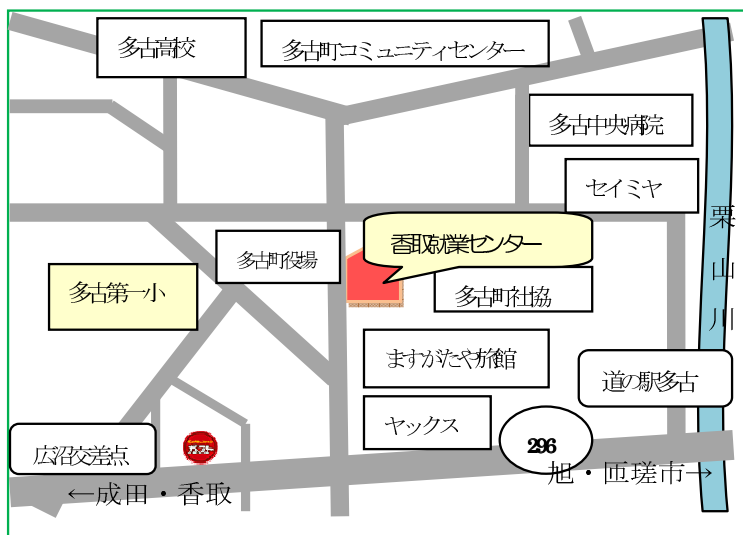 多古高校
多古町コミュニティセンター
多古中央病院
セイミヤ
栗山川
香取就業センター
多古町役場
多古第一小
多古町社協
ますがたや旅館
道の駅多古
ヤックス
296
広沼交差点
ガスト
旭・匝瑳市→
←成田・香取